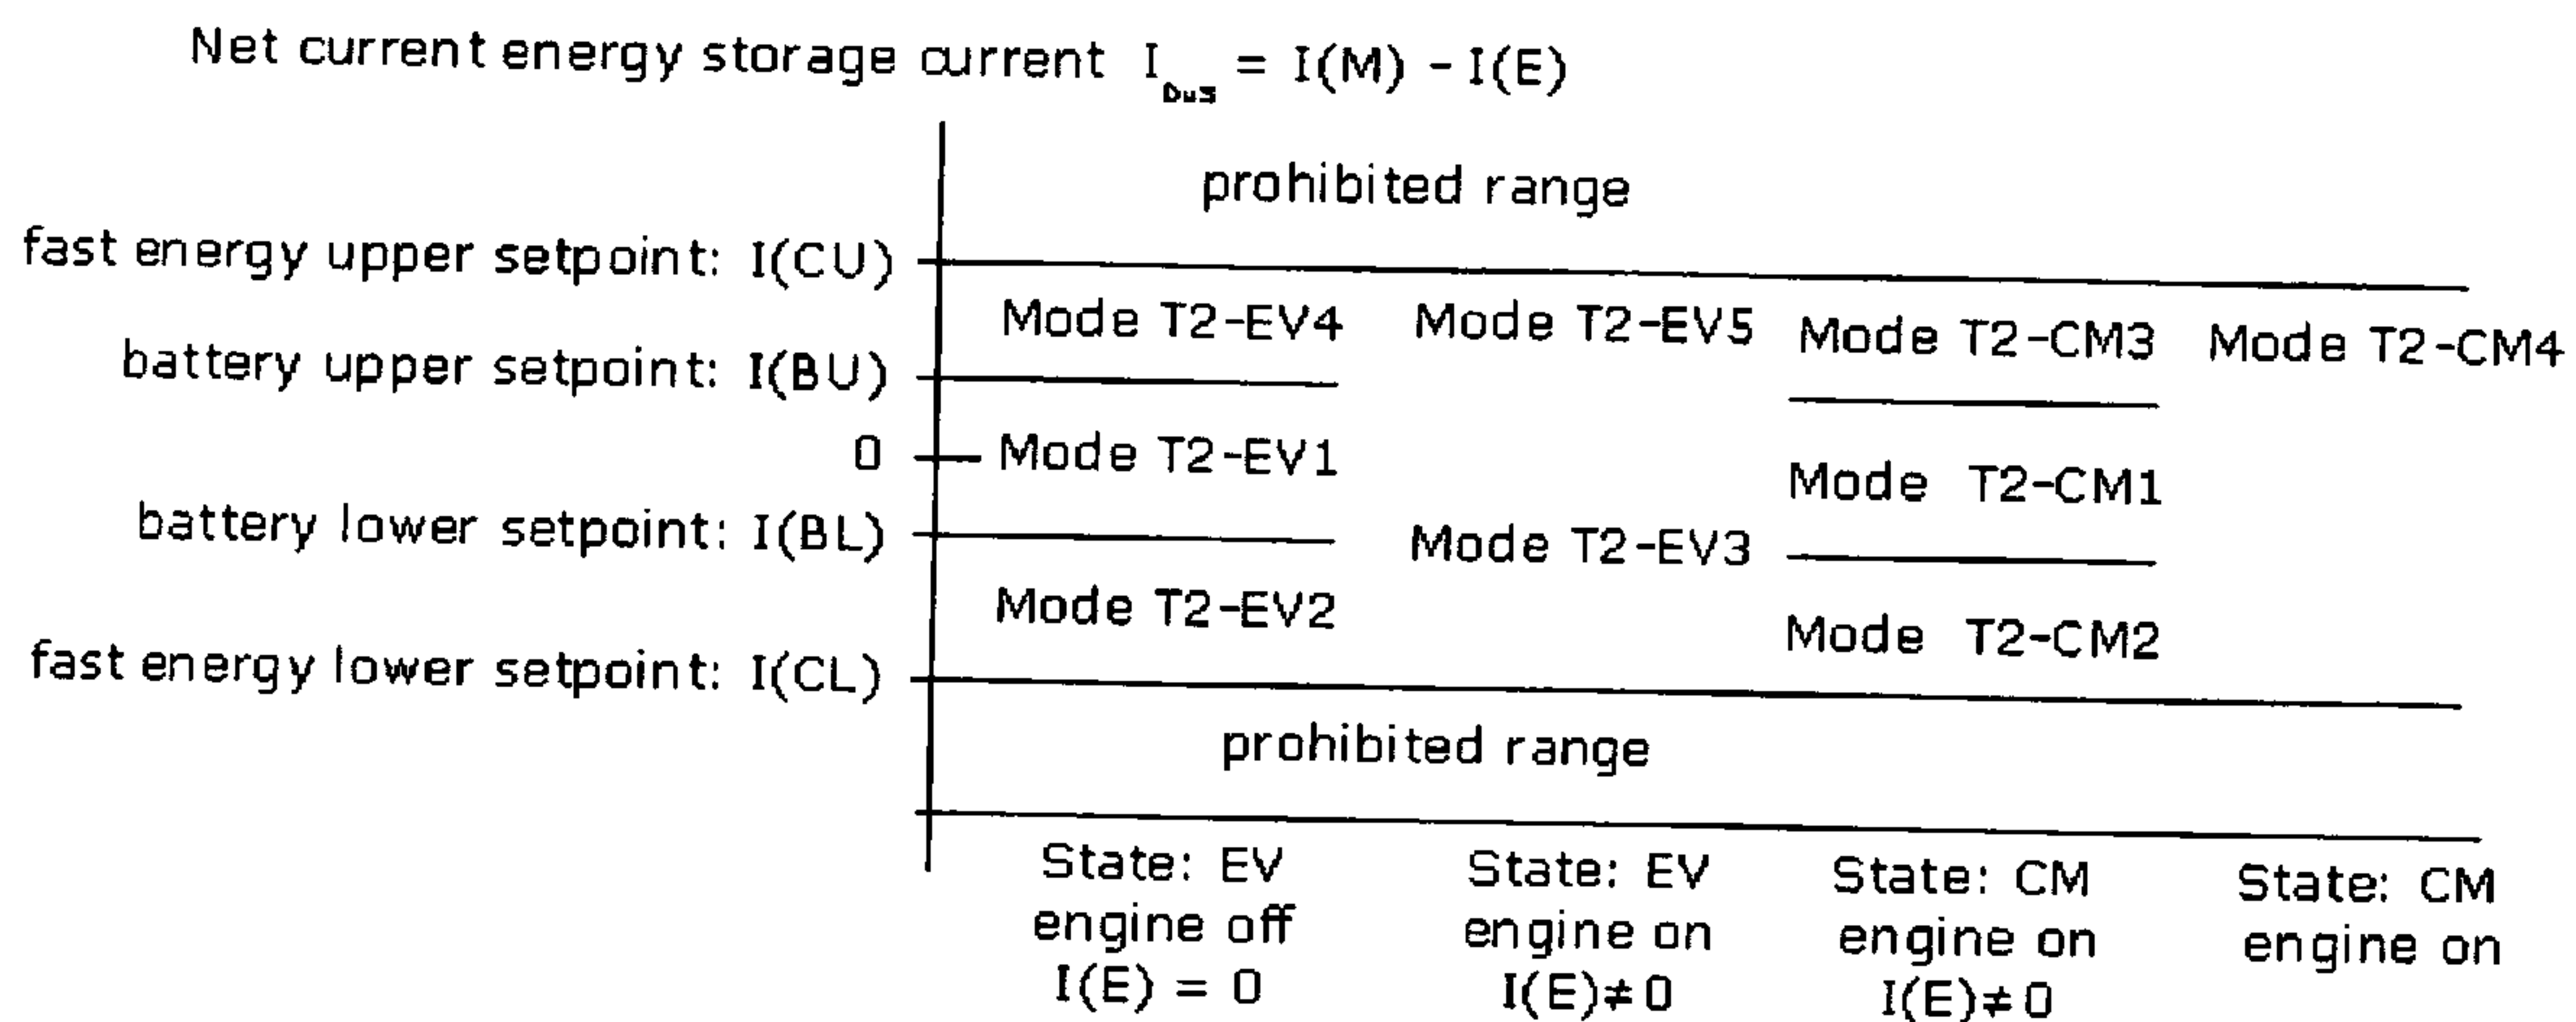 Net current energy storage current I_bus = I(M) - I(E)
prohibited range
fast energy upper setpoint: I(CU)
Mode T2-EV4 Mode T2-EV5 Mode T2-CM3 Mode T2-CM4
battery upper setpoint: I(BU)
0 Mode T2-EV1
Mode T2-CM1
battery lower setpoint: I(BL)
Mode T2-EV3
Mode T2-EV2
Mode T2-CM2
fast energy lower setpoint: I(CL)
prohibited range
State: EV State: EV State: CM State: CM
engine off engine on engine on engine on
I(E) = 0 I(E)≠0 I(E)≠0